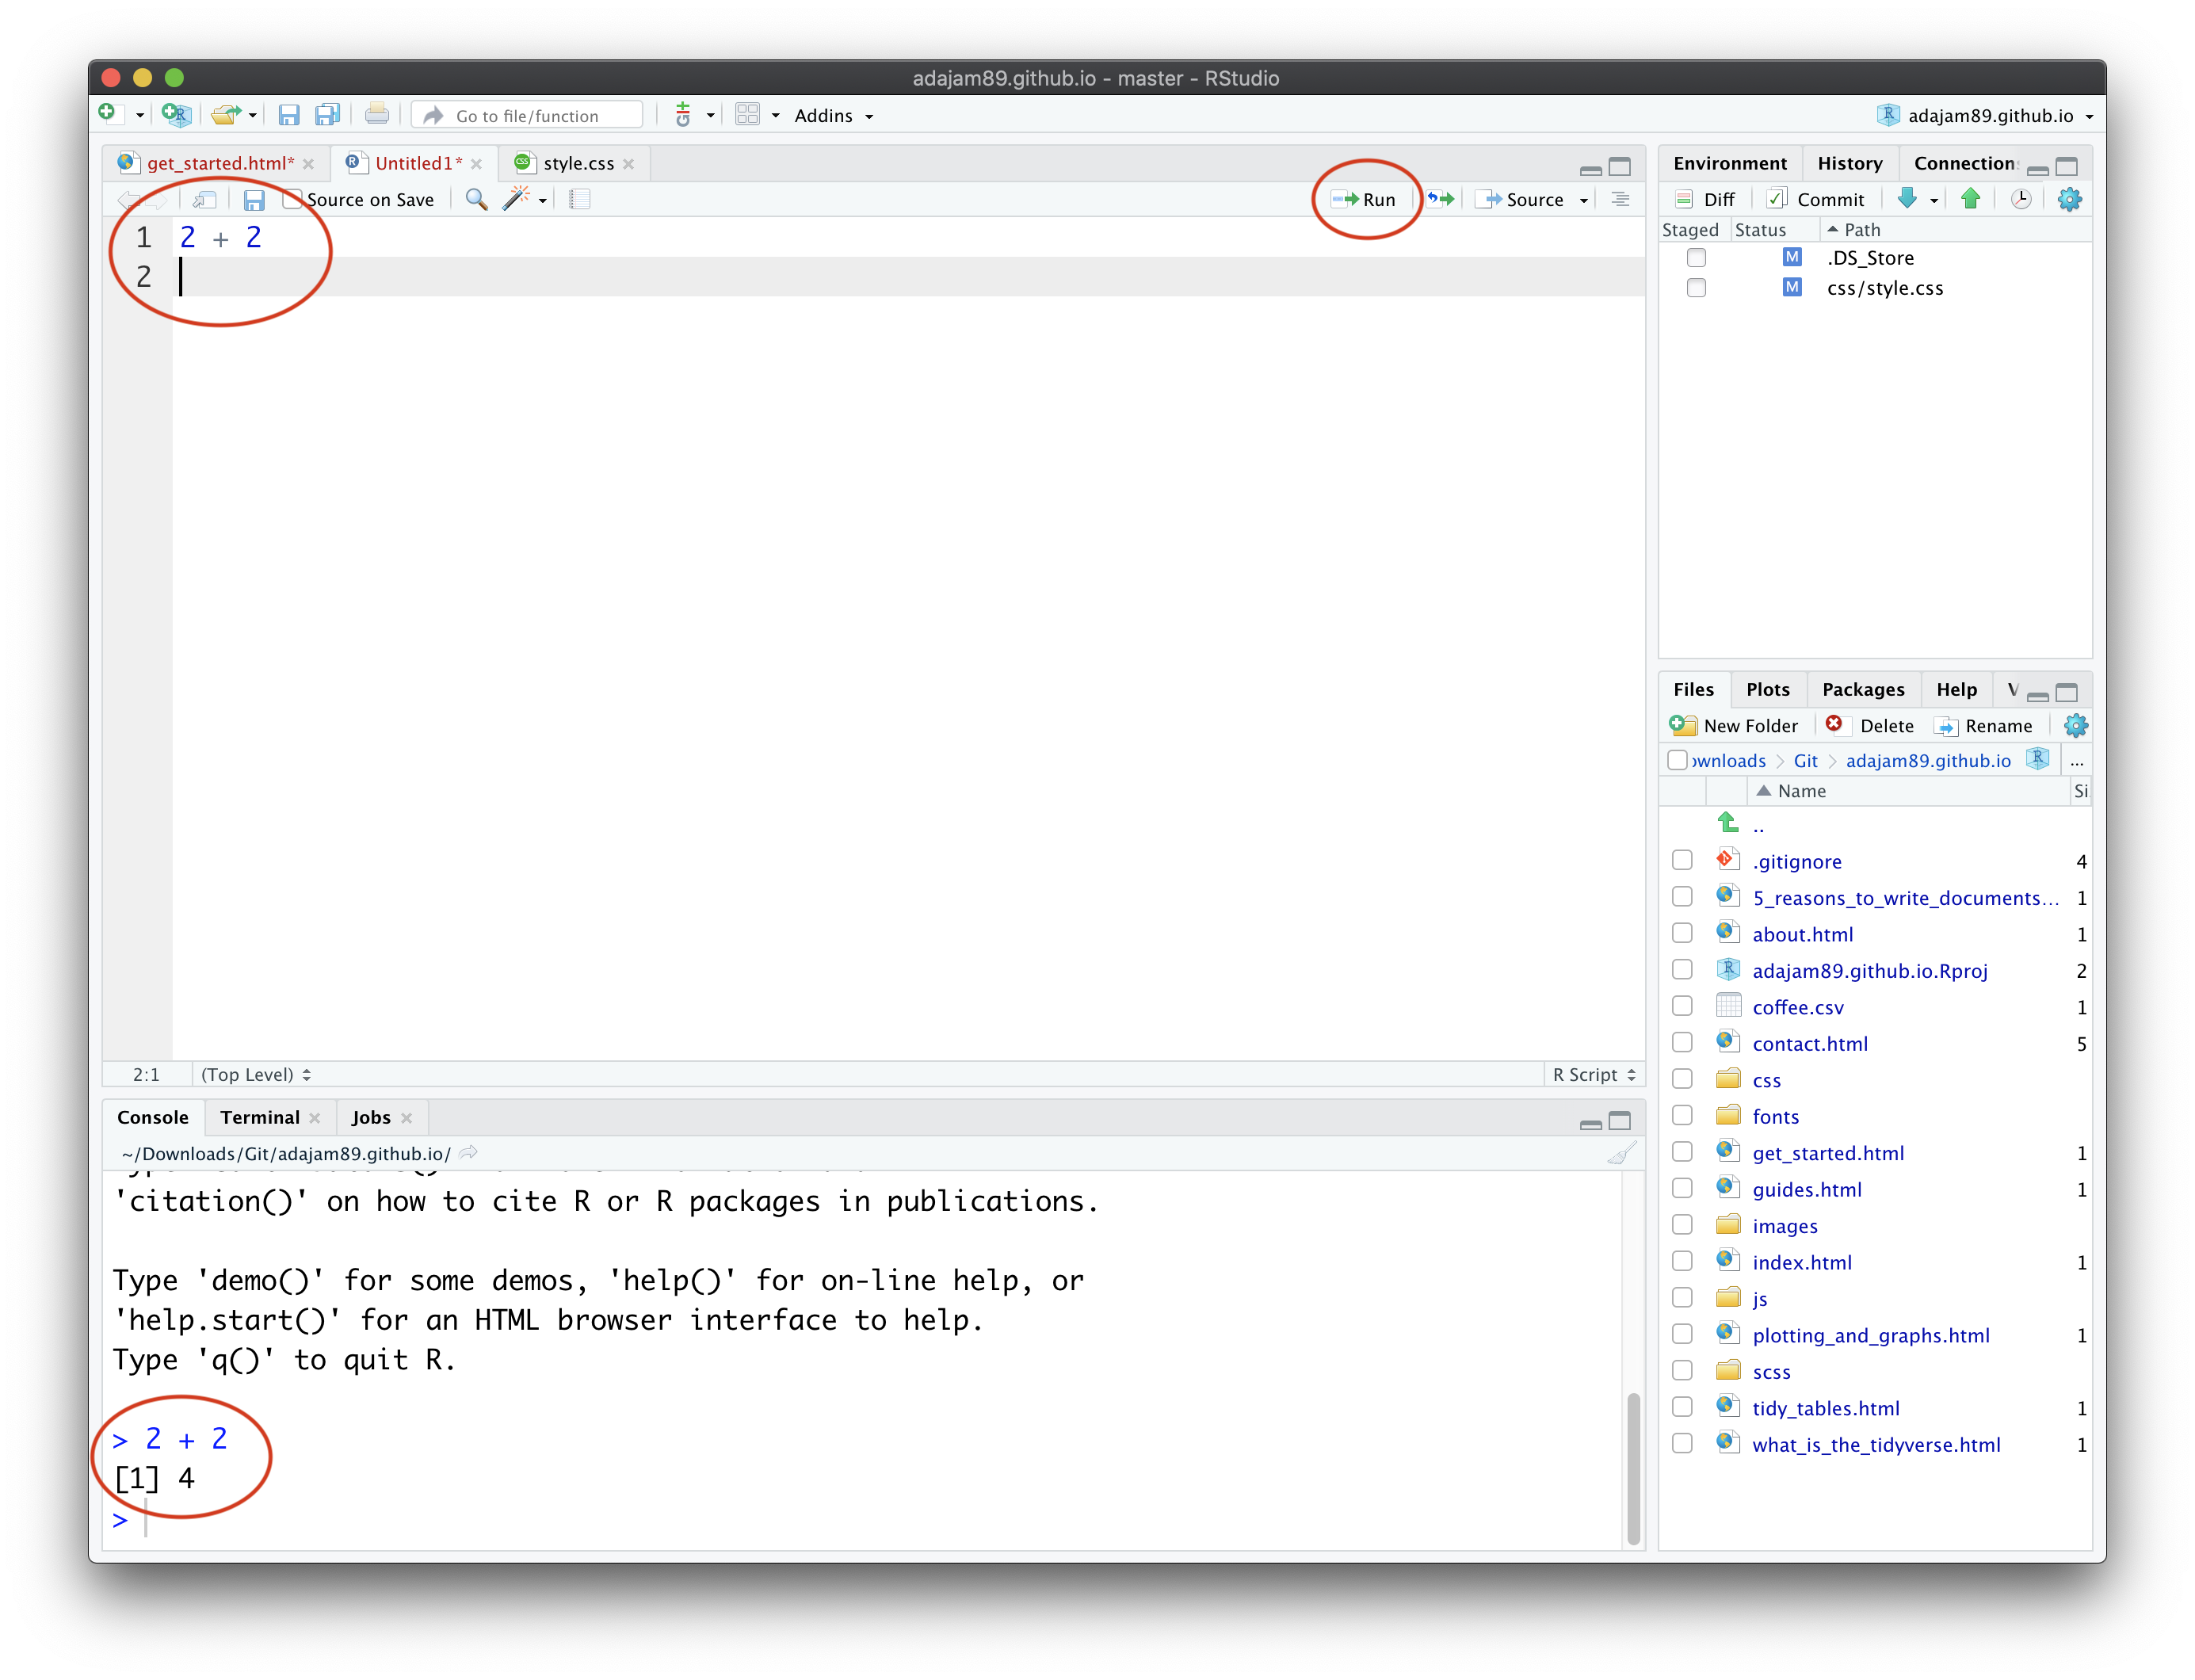 adajam89.github.io - master - RStudio
Go to file/function
Git
Addins
adajam89.github.io
get_started.html*
Untitled1*
style.css
Source on Save
Run
Source
1 2 + 2
2
2:1
(Top Level)
R Script
Console
Terminal
Jobs
~/Downloads/Git/adajam89.github.io/
'citation()' on how to cite R or R packages in publications.
Type 'demo()' for some demos, 'help()' for on-line help, or
'help.start()' for an HTML browser interface to help.
Type 'q()' to quit R.
> 2 + 2
[1] 4
>
Environment
History
Connection
Diff
Commit
Staged
Status
Path
M .DS_Store
M css/style.css
Files
Plots
Packages
Help
V
New Folder
Delete
Rename
ownloads
Git
adajam89.github.io
...
Name
Si
..
.gitignore 4
5_reasons_to_write_documents... 1
about.html 1
adajam89.github.io.Rproj 2
coffee.csv 1
contact.html 5
css
fonts
get_started.html 1
guides.html 1
images
index.html 1
js
plotting_and_graphs.html 1
scss
tidy_tables.html 1
what_is_the_tidyverse.html 1